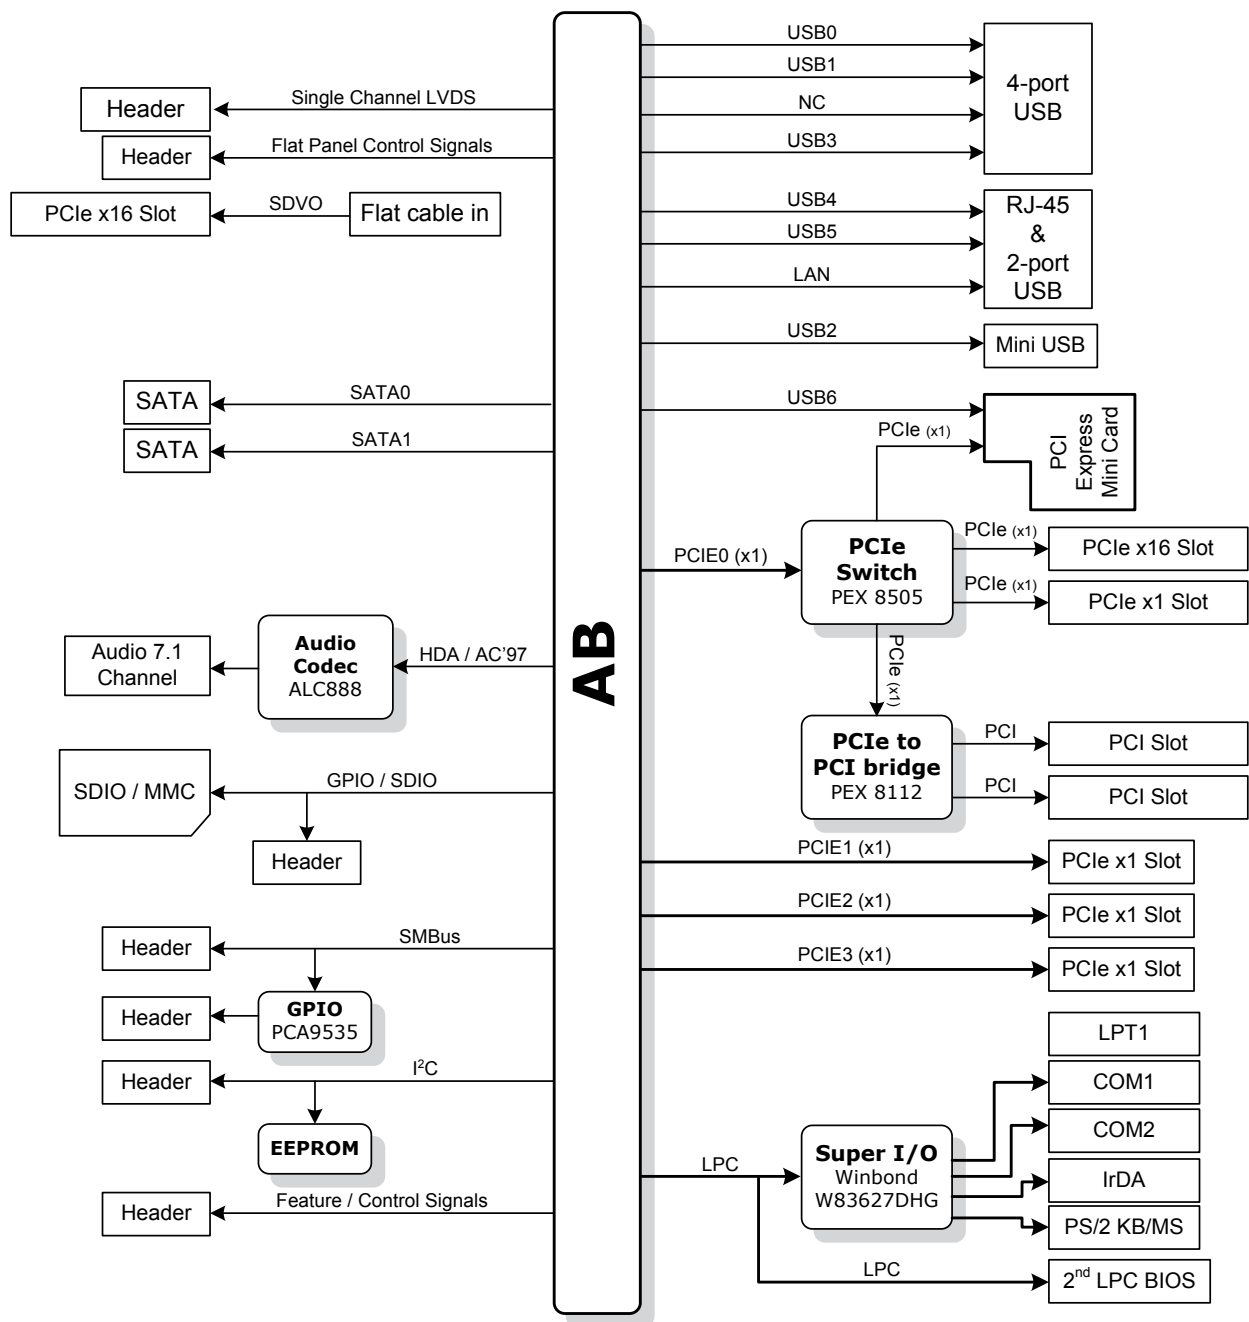 Single Channel LVDS
Header
Flat Panel Control Signals
Header
PCIe x16 Slot
SDVO
Flat cable in
SATA0
SATA
SATA1
SATA
Audio 7.1
Channel
Audio
Codec
ALC888
HDA / AC'97
SDIO / MMC
GPIO / SDIO
Header
SMBus
Header
GPIO
PCA9535
Header
I²C
Header
EEPROM
Feature / Control Signals
Header
AB
USB0
USB1
NC
USB3
4-port
USB
USB4
USB5
LAN
RJ-45
&
2-port
USB
USB2
Mini USB
USB6
PCIe (x1)
PCI
Express
Mini Card
PCIE0 (x1)
PCIe
Switch
PEX 8505
PCIe (x1)
PCIe x16 Slot
PCIe (x1)
PCIe x1 Slot
PCIe (x1)
PCIe to
PCI bridge
PEX 8112
PCI
PCI Slot
PCI
PCI Slot
PCIE1 (x1)
PCIe x1 Slot
PCIE2 (x1)
PCIe x1 Slot
PCIE3 (x1)
PCIe x1 Slot
LPT1
COM1
COM2
IrDA
PS/2 KB/MS
LPC
Super I/O
Winbond
W83627DHG
LPC
2nd LPC BIOS